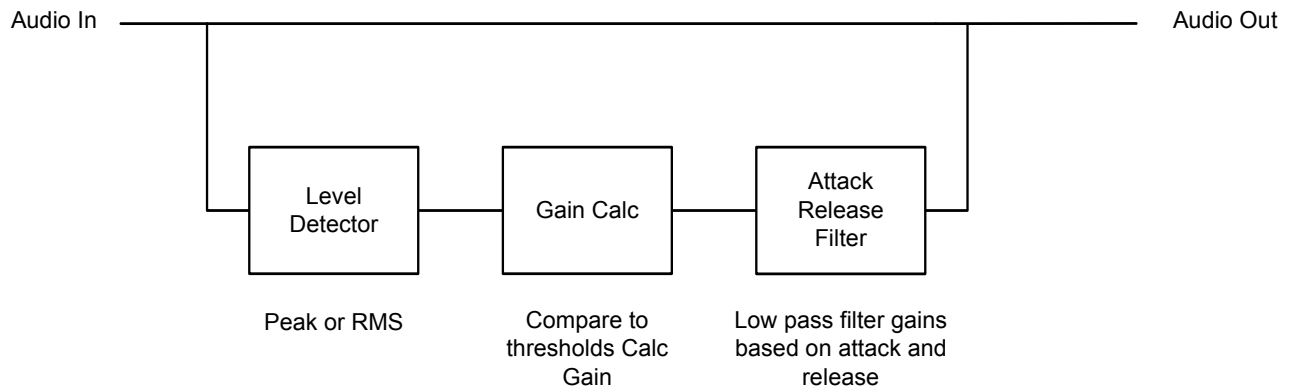 Audio In
Audio Out
Level
Detector
Gain Calc
Attack
Release
Filter
Peak or RMS
Compare to
thresholds Calc
Gain
Low pass filter gains
based on attack and
release